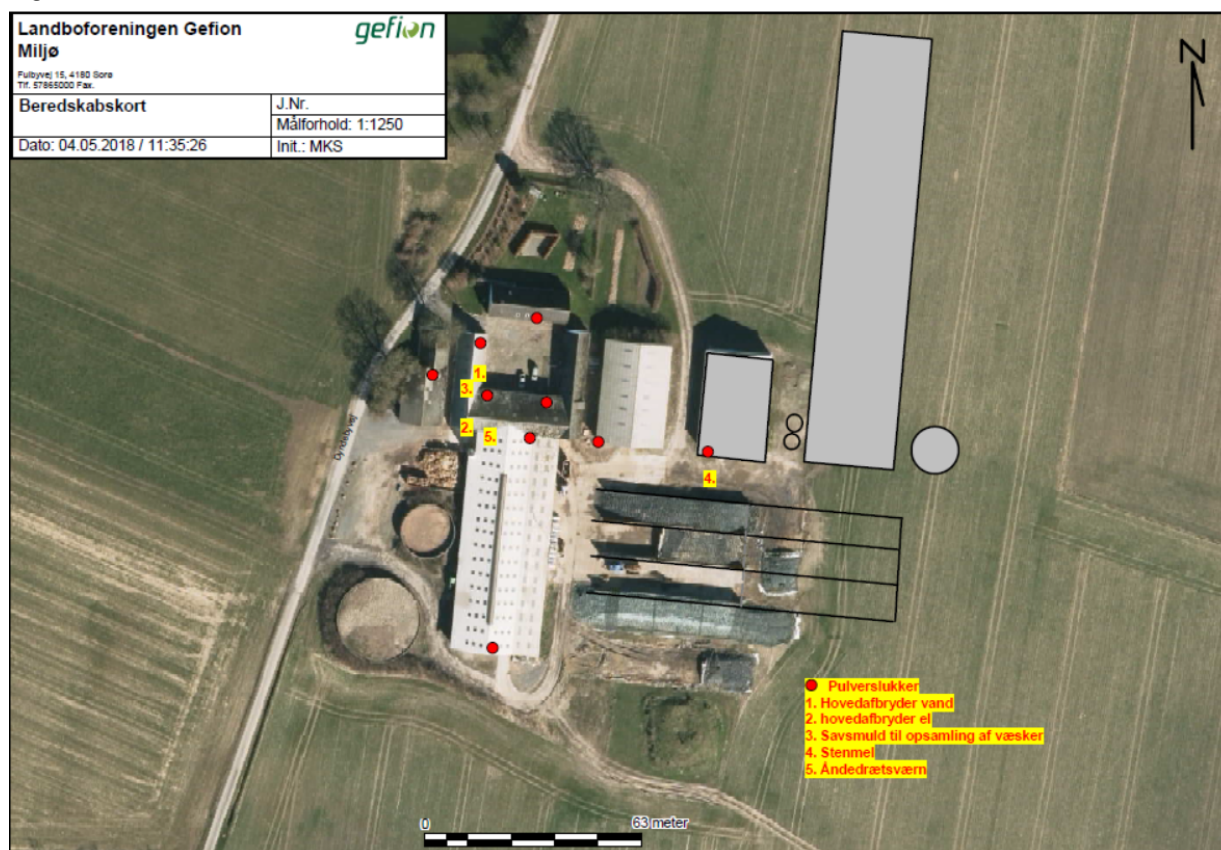 Landboforeningen Gefion
Miljø
gefion
Fulbyvej 15, 4180 Sorø
Tlf. 57865000 Fax.
Beredskabskort
J.Nr.
Målforhold: 1:1250
Dato: 04.05.2018 / 11:35:26
Init.: MKS
N
1.
3.
2.
5.
4.
Pulverslukker
1. Hovedafbryder vand
2. hovedafbryder el
3. Savsmuld til opsamling af væsker
4. Stenmel
5. Åndedrætsværn
0
63 meter